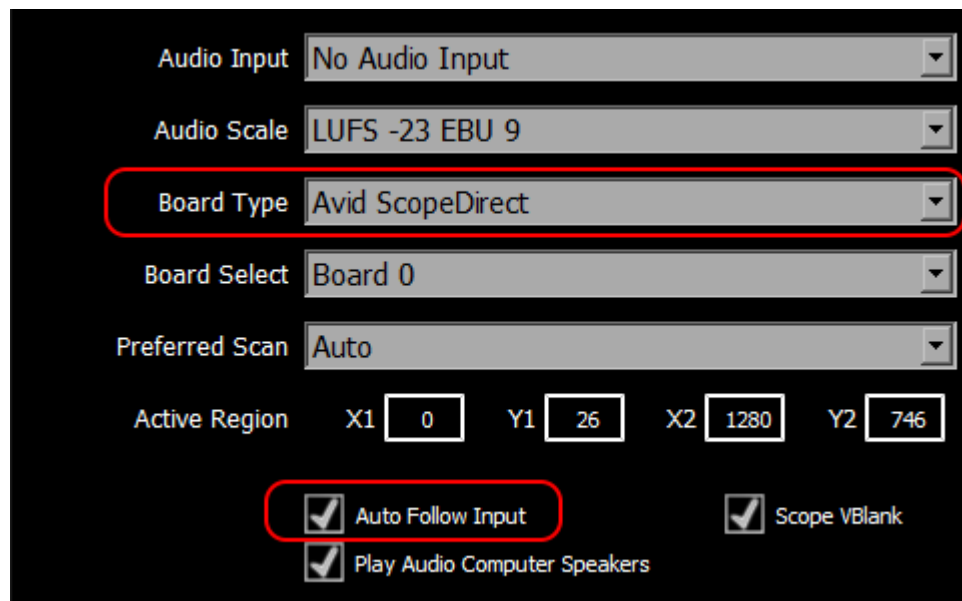 Audio Input No Audio Input
Audio Scale LUFS -23 EBU 9
Board Type Avid ScopeDirect
Board Select Board 0
Preferred Scan Auto
Active Region X1 0 Y1 26 X2 1280 Y2 746
Auto Follow Input Scope VBlank
Play Audio Computer Speakers